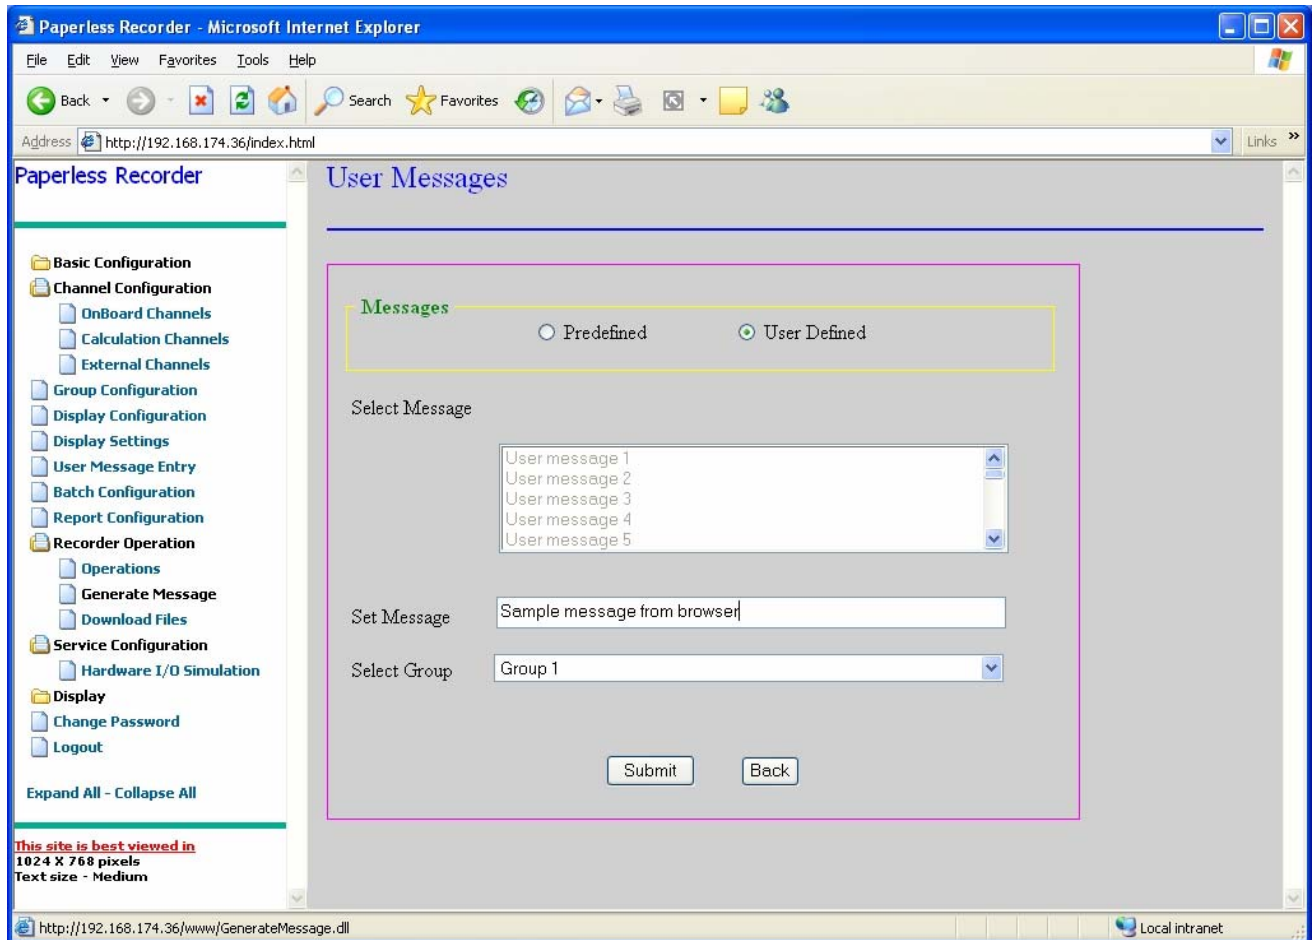 Paperless Recorder - Microsoft Internet Explorer
File Edit View Favorites Tools Help
Back Search Favorites
Address http://192.168.174.36/index.html Links »
Paperless Recorder
Basic Configuration
Channel Configuration
OnBoard Channels
Calculation Channels
External Channels
Group Configuration
Display Configuration
Display Settings
User Message Entry
Batch Configuration
Report Configuration
Recorder Operation
Operations
Generate Message
Download Files
Service Configuration
Hardware I/O Simulation
Display
Change Password
Logout
Expand All - Collapse All
This site is best viewed in
1024 X 768 pixels
Text size - Medium
User Messages
Messages
Predefined User Defined
Select Message
User message 1
User message 2
User message 3
User message 4
User message 5
Set Message Sample message from browser
Select Group Group 1
Submit Back
http://192.168.174.36/www/GenerateMessage.dll Local intranet